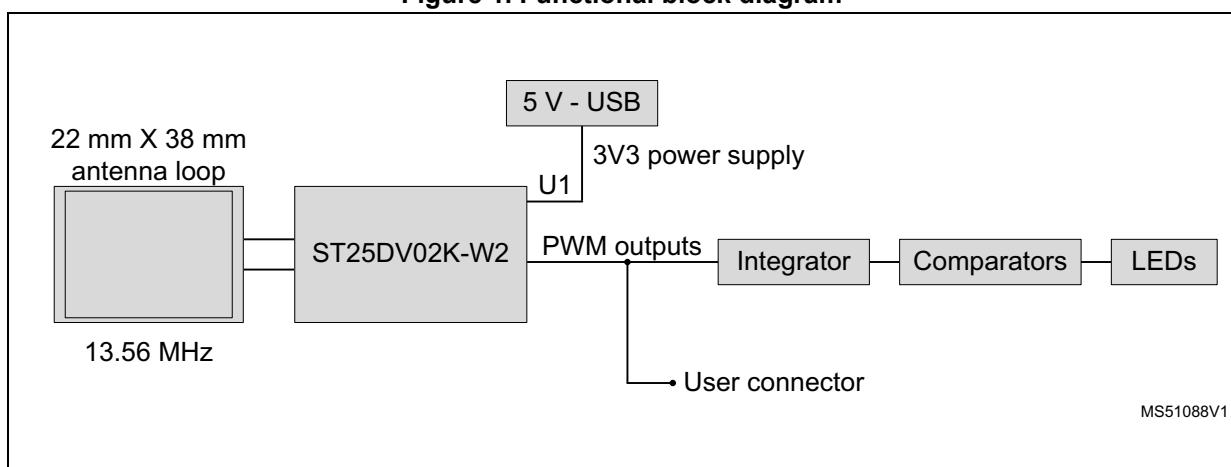 Figure 1. Functional block diagram
5 V - USB
22 mm X 38 mm
antenna loop
3V3 power supply
U1
ST25DV02K-W2
PWM outputs
Integrator
Comparators
LEDs
13.56 MHz
User connector
MS51088V1